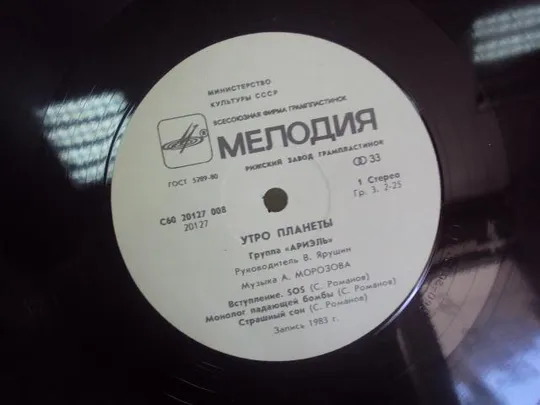 МИНИСТЕРСТВО
КУЛЬТУРЫ СССР
ВСЕСОЮЗНАЯ ФИРМА ГРАМПЛАСТИНОК
МЕЛОДИЯ
РИЖСКИЙ ЗАВОД ГРАМПЛАСТИНОК
ГОСТ 5289-80
33
1 Стерео
Гр. 3. 2-25
С60 20127 008
20127
УТРО ПЛАНЕТЫ
Группа «АРИЭЛЬ»
Руководитель В. Ярушин
Музыка А. МОРОЗОВА
Вступление. SOS (С. Романов)
Монолог падающей бомбы (С. Романов)
Страшный сон (С. Романов)
Запись 1983 г.